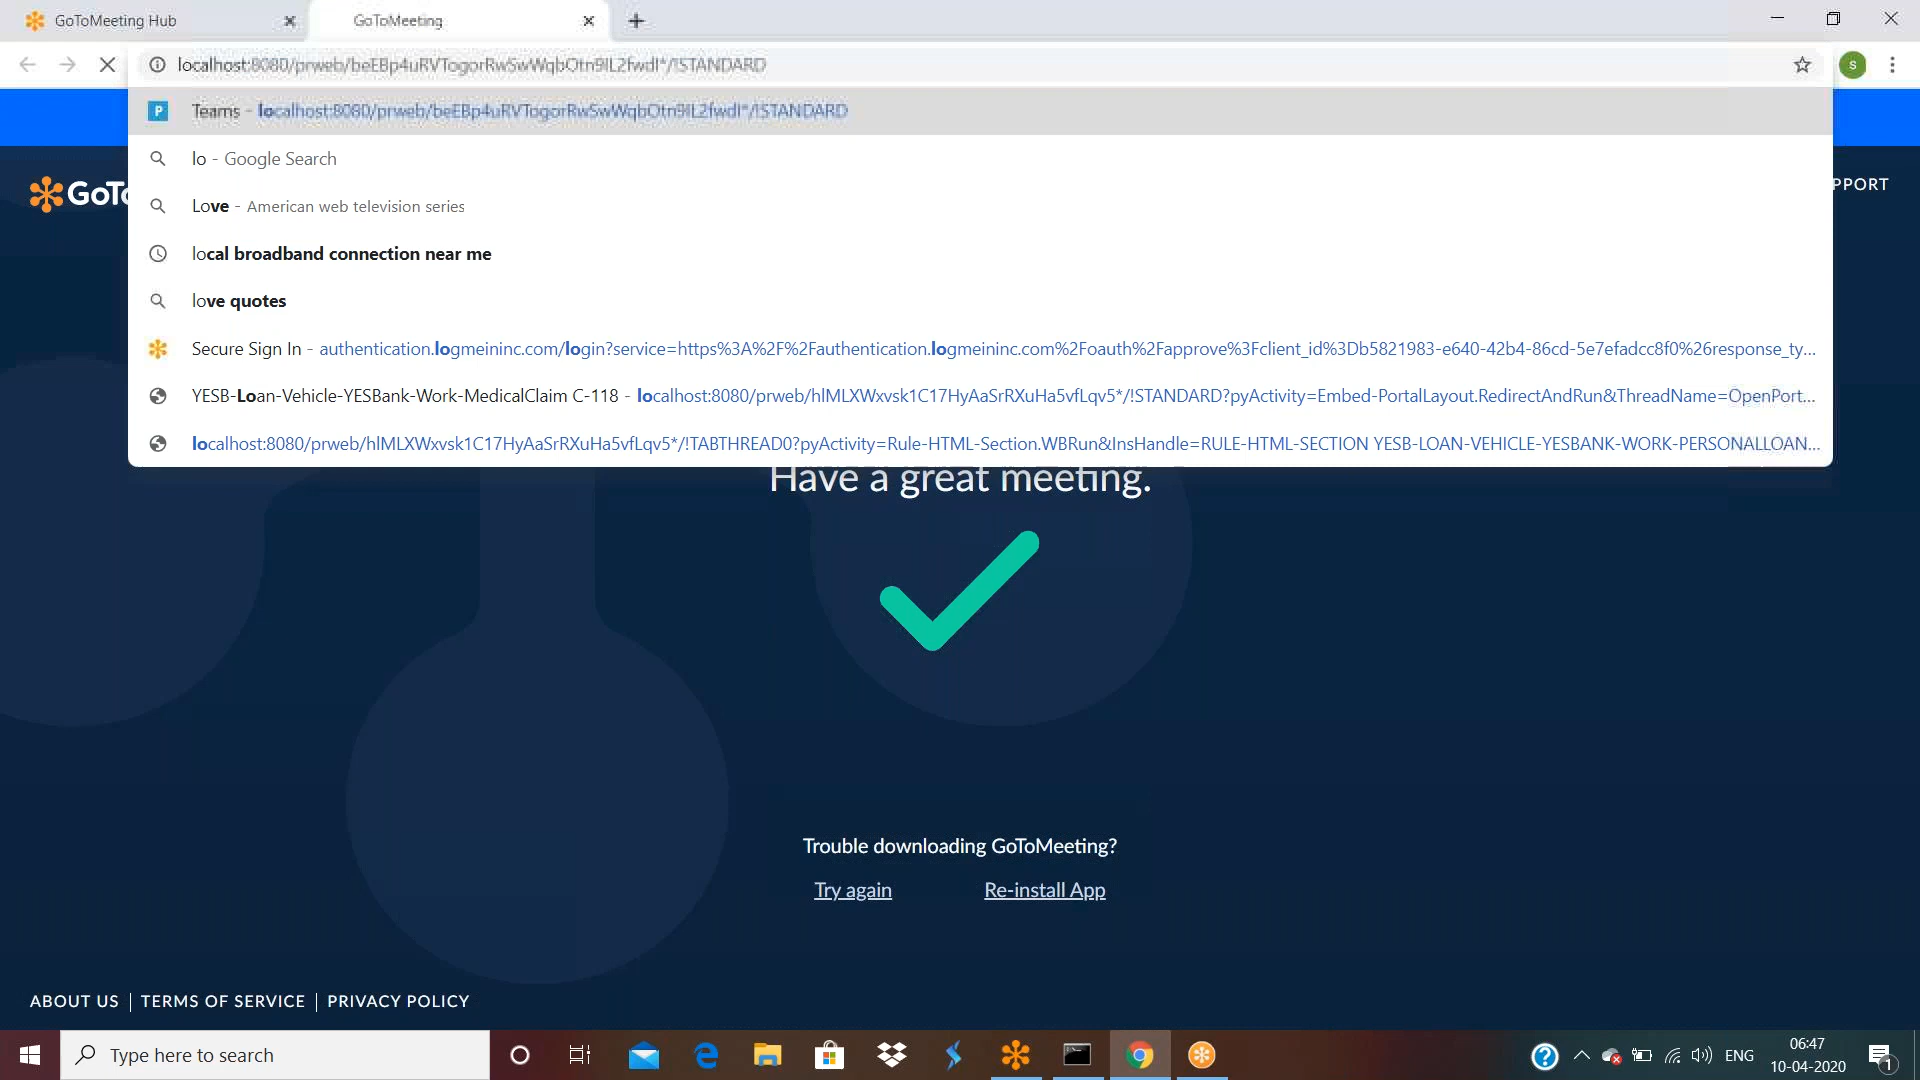 GoToMeeting Hub
GoToMeeting
localhost:8080/prweb/beEBp4uRVTogorRwSwWqbOtn9IL2fwdI*/!STANDARD
S
P Teams - localhost:8080/prweb/beEBp4uRVTogorRwSwWqbOtn9IL2fwdI*/!STANDARD
lo - Google Search
GoTo
PPORT
Love - American web television series
local broadband connection near me
love quotes
Secure Sign In - authentication.logmeininc.com/login?service=https%3A%2F%2Fauthentication.logmeininc.com%2Foauth%2Fapprove%3Fclient_id%3Db5821983-e640-42b4-86cd-5e7efadcc8f0%26response_ty...
YESB-Loan-Vehicle-YESBank-Work-MedicalClaim C-118 - localhost:8080/prweb/hlMLXWxvsk1C17HyAaSrRXuHa5vfLqv5*/!STANDARD?pyActivity=Embed-PortalLayout.RedirectAndRun&ThreadName=OpenPort...
localhost:8080/prweb/hlMLXWxvsk1C17HyAaSrRXuHa5vfLqv5*/!TABTHREAD0?pyActivity=Rule-HTML-Section.WBRun&InsHandle=RULE-HTML-SECTION YESB-LOAN-VEHICLE-YESBANK-WORK-PERSONALLOAN...
Have a great meeting.
Trouble downloading GoToMeeting?
Try again Re-install App
ABOUT US | TERMS OF SERVICE | PRIVACY POLICY
Type here to search
ENG
06:47
10-04-2020
1